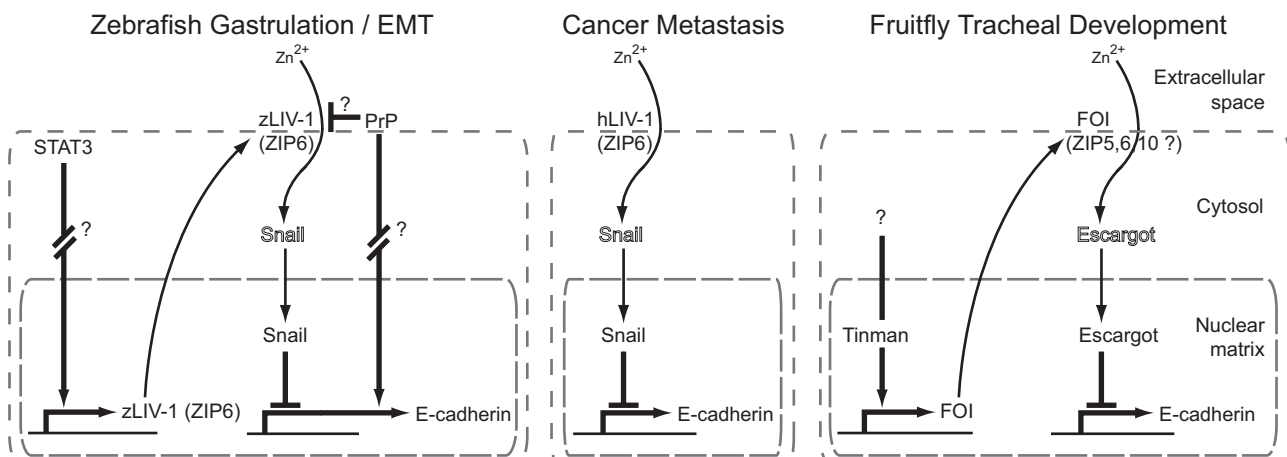 Zebrafish Gastrulation / EMT
Zn2+
zLIV-1
(ZIP6)
?
PrP
STAT3
?
?
Snail
Snail
zLIV-1 (ZIP6)
E-cadherin
Cancer Metastasis
Zn2+
hLIV-1
(ZIP6)
Snail
Snail
E-cadherin
Fruitfly Tracheal Development
Zn2+
Extracellular
space
FOI
(ZIP5,6,10 ?)
Cytosol
?
Escargot
Nuclear
matrix
Tinman
Escargot
FOI
E-cadherin